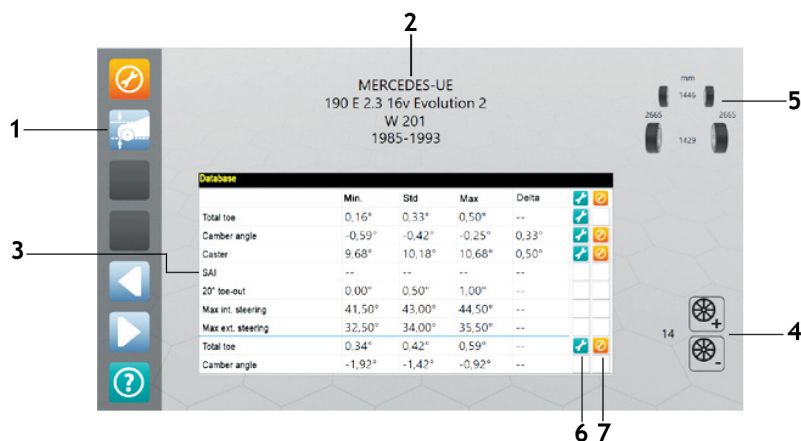 2
MERCEDES-UE
190 E 2.3 16v Evolution 2
W 201
1985-1993
mm
1446
2665 2665
1429
5
1
Database
Min. Std Max Delta
Total toe 0,16° 0,33° 0,50° --
Camber angle -0,59° -0,42° -0,25° 0,33°
Caster 9,68° 10,18° 10,68° 0,50°
3
SAI -- -- -- --
20° toe-out 0,00° 0,50° 1,00° --
Max int. steering 41,50° 43,00° 44,50° --
Max ext. steering 32,50° 34,00° 35,50° --
Total toe 0,34° 0,42° 0,59° --
Camber angle -1,92° -1,42° -0,92° --
?
14
+
-
4
6 7